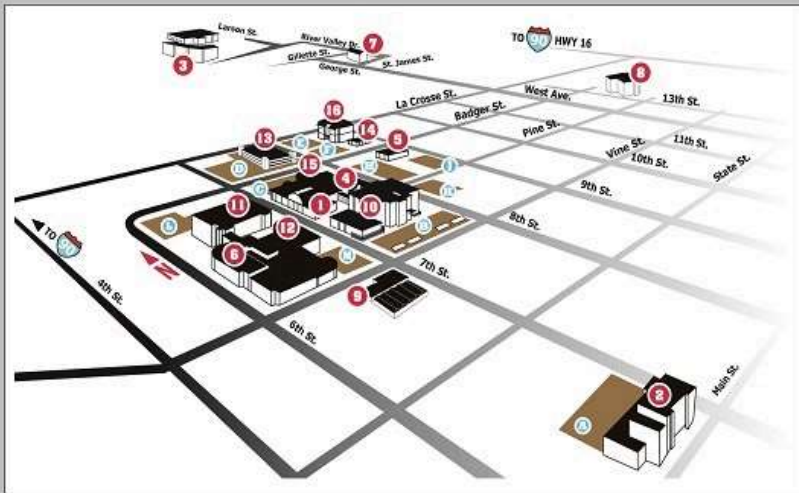 Larson St.
River Valley Dr.
7
TO 90 HWY 16
3
Gillette St.
St. James St.
George St.
8
West Ave.
13th St.
La Crosse St.
Badger St.
16
14
Pine St.
11th St.
13
5
E
F
Vine St.
10th St.
State St.
D
15
J
4
9th St.
G
1
10
11
8th St.
L
12
B
TO 90
N
6
N
7th St.
9
4th St.
6th St.
Main St.
2
A